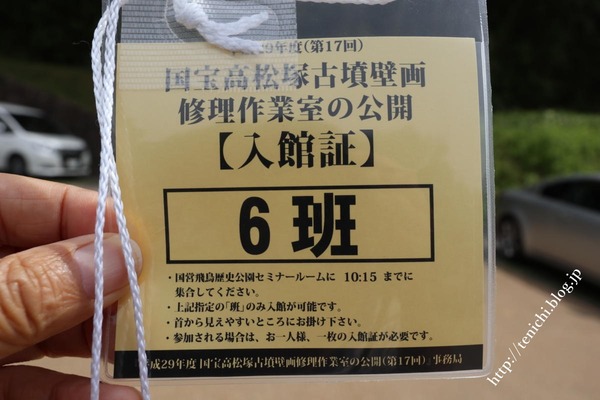 9年度(第17回)
国宝高松塚古墳壁画
修理作業室の公開
【入館証】
6班
・国営飛鳥歴史公園セミナールームに 10:15 までに
集合してください。
・上記指定の「班」のみ入館が可能です。
・首から見えやすいところにお掛け下さい。
・参加される場合は、お一人様、一枚の入館証が必要です。
成29年度 国宝高松塚古墳壁画修理作業室の公開(第17回)」事務局
http://tenichi.blog.jp